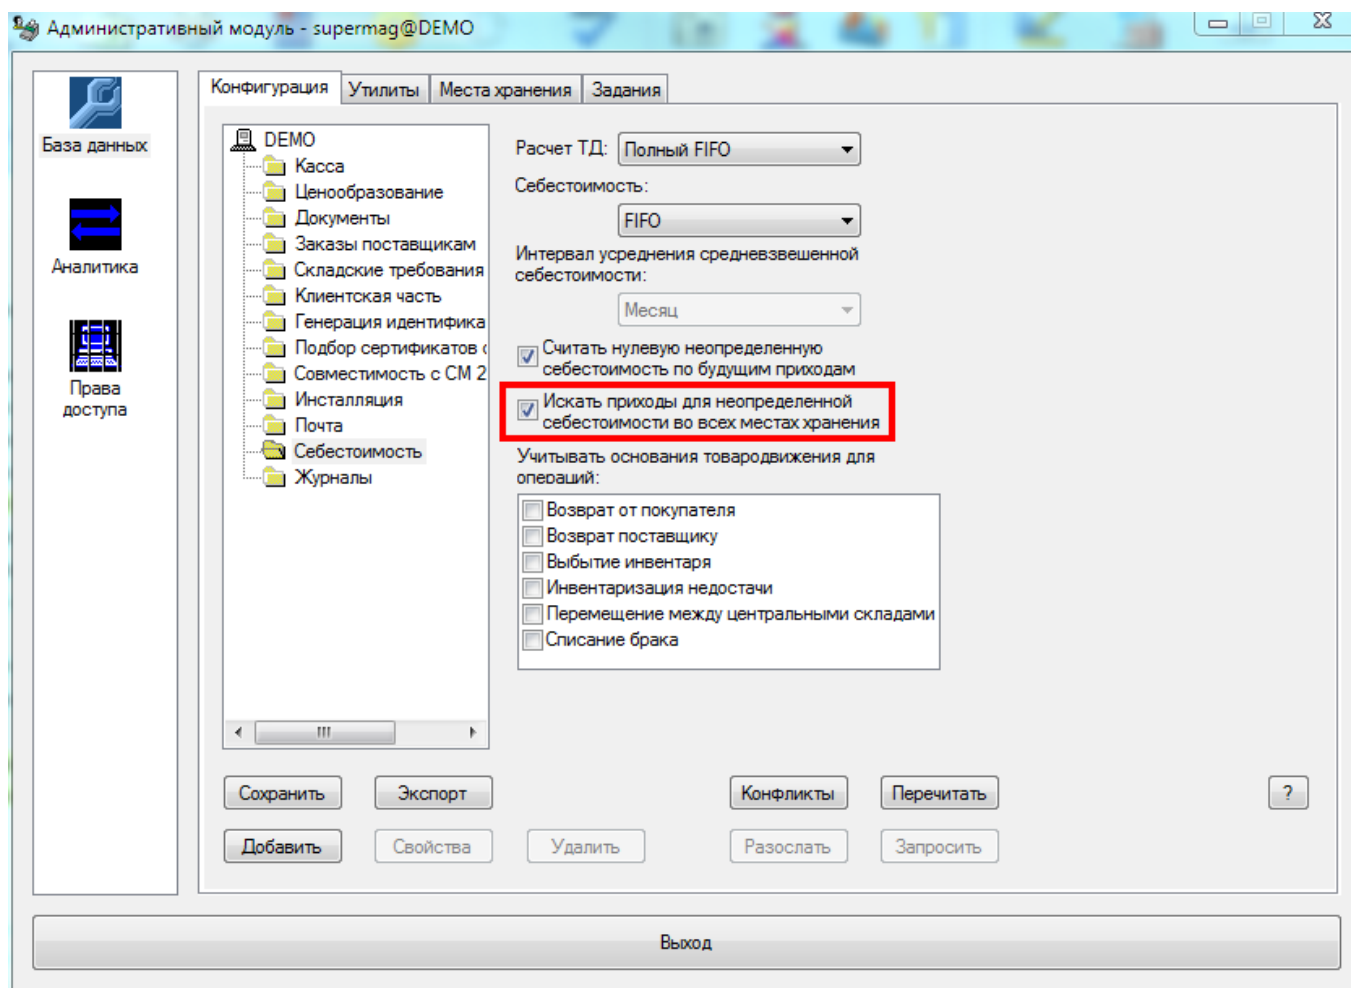 Административный модуль - supermag@DEMO
База данных
Аналитика
Права
доступа
Конфигурация
Утилиты
Места хранения
Задания
DEMO
Касса
Ценообразование
Документы
Заказы поставщикам
Складские требования
Клиентская часть
Генерация идентифика
Подбор сертификатов с
Совместимость с СМ 2
Инсталляция
Почта
Себестоимость
Журналы
Расчет ТД: Полный FIFO
Себестоимость:
FIFO
Интервал усреднения средневзвешенной
себестоимости:
Месяц
Считать нулевую неопределенную
себестоимость по будущим приходам
Искать приходы для неопределенной
себестоимости во всех местах хранения
Учитывать основания товародвижения для
операций:
Возврат от покупателя
Возврат поставщику
Выбытие инвентаря
Инвентаризация недостачи
Перемещение между центральными складами
Списание брака
Сохранить
Экспорт
Конфликты
Перечитать
?
Добавить
Свойства
Удалить
Разослать
Запросить
Выход